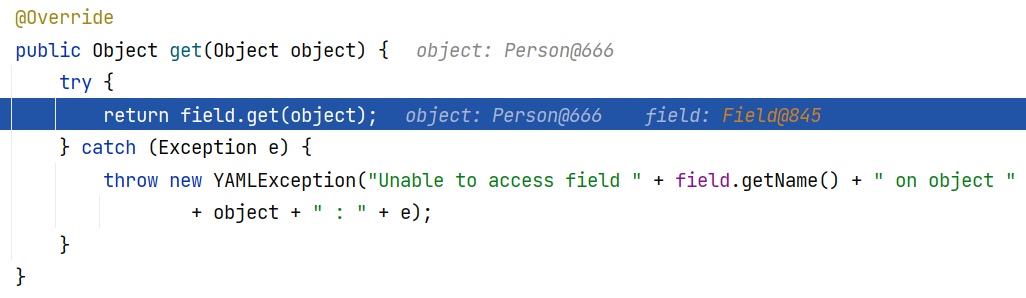 @Override
public Object get(Object object) {  object: Person@666
    try {
        return field.get(object);  object: Person@666    field: Field@845
    } catch (Exception e) {
        throw new YAMLException("Unable to access field " + field.getName() + " on object "
                + object + " : " + e);
    }
}